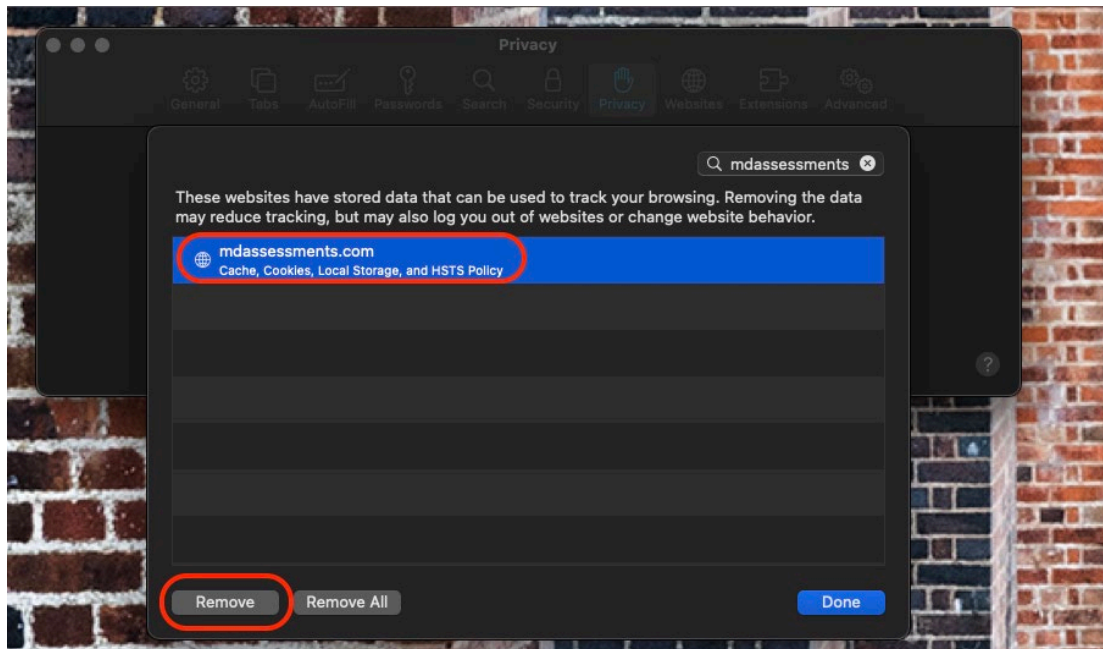 Privacy
General Tabs AutoFill Passwords Search Security Privacy Websites Extensions Advanced
mdassessments
These websites have stored data that can be used to track your browsing. Removing the data
may reduce tracking, but may also log you out of websites or change website behavior.
mdassessments.com
Cache, Cookies, Local Storage, and HSTS Policy
?
Remove Remove All Done